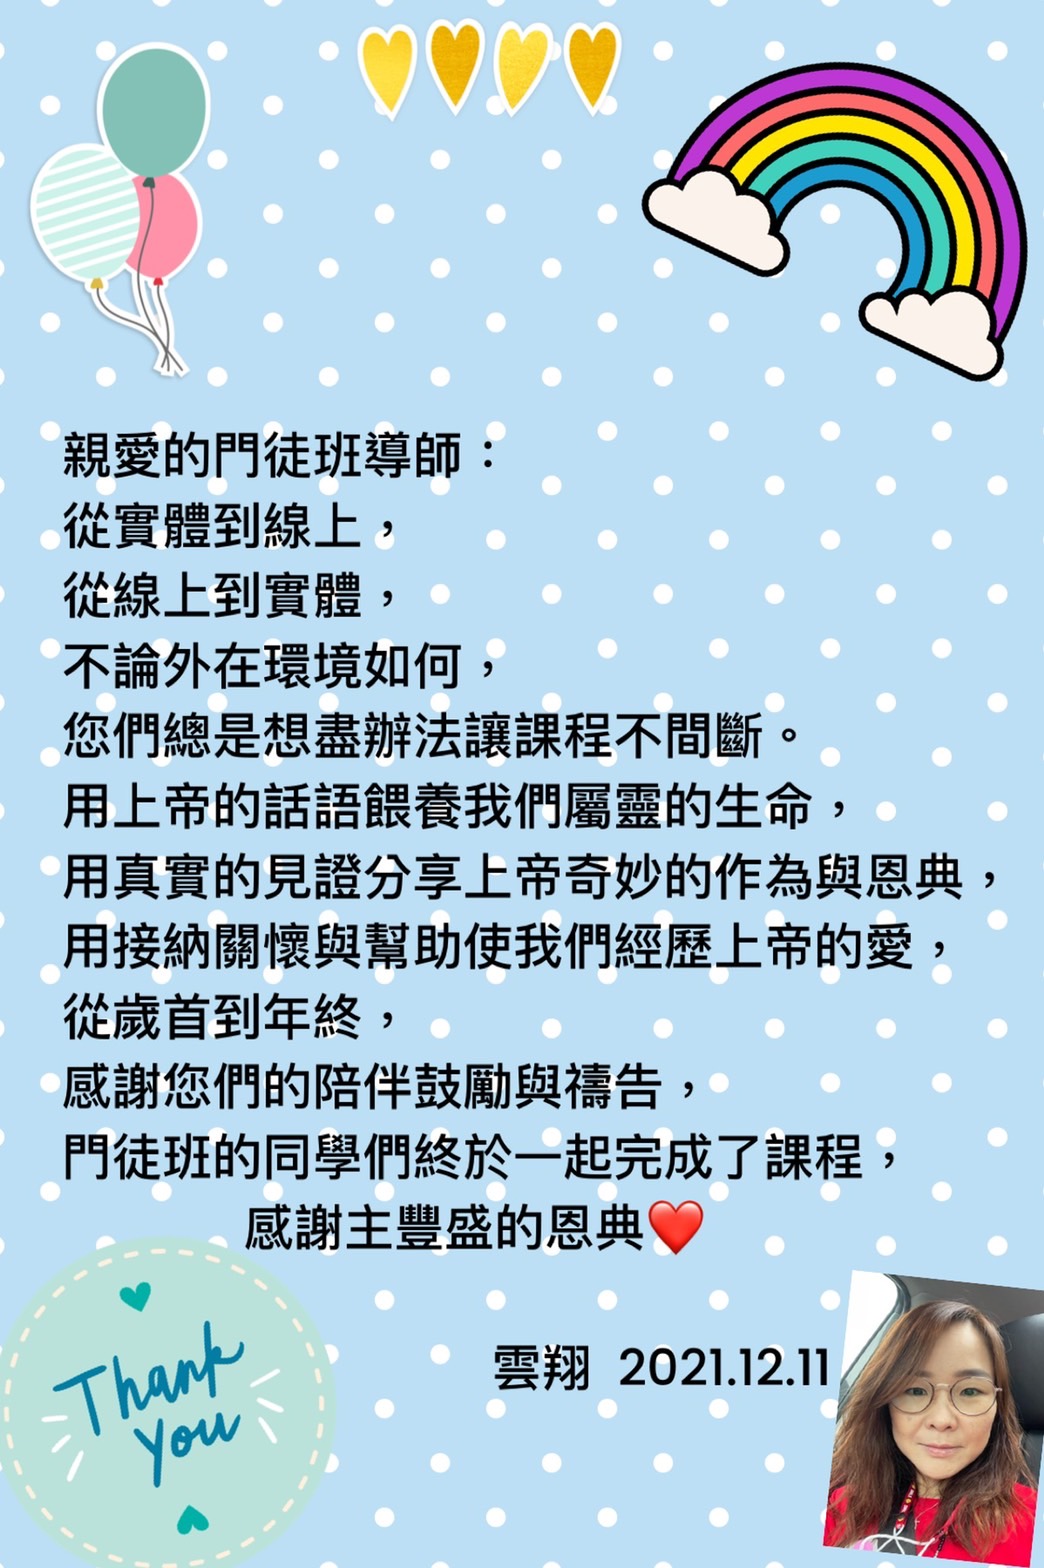 親愛的門徒班導師：
從實體到線上，
從線上到實體，
不論外在環境如何，
您們總是想盡辦法讓課程不間斷。
用上帝的話語餵養我們屬靈的生命，
用真實的見證分享上帝奇妙的作為與恩典，
用接納關懷與幫助使我們經歷上帝的愛，
從歲首到年終，
感謝您們的陪伴鼓勵與禱告，
門徒班的同學們終於一起完成了課程，
感謝主豐盛的恩典❤️
Thank
You
雲翔 2021.12.11